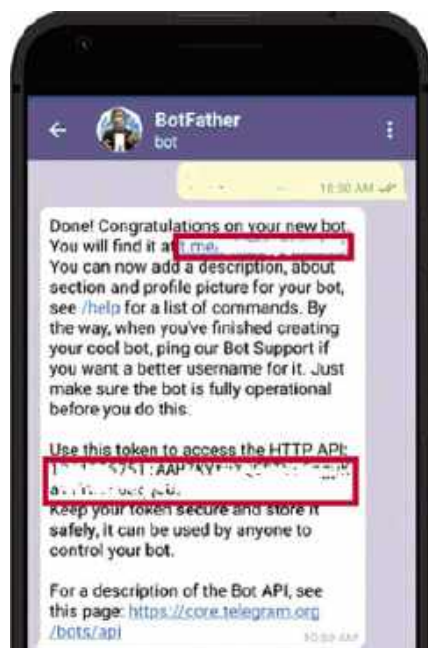 BotFather
bot
Done! Congratulations on your new bot.
You will find it at t.me/
You can now add a description, about
section and profile picture for your bot,
see /help for a list of commands. By
the way, when you've finished creating
your cool bot, ping our Bot Support if
you want a better username for it. Just
make sure the bot is fully operational
before you do this.
Use this token to access the HTTP API:
Keep your token secure and store it
safely, it can be used by anyone to
control your bot.
For a description of the Bot API, see
this page: https://core.telegram.org
/bots/api